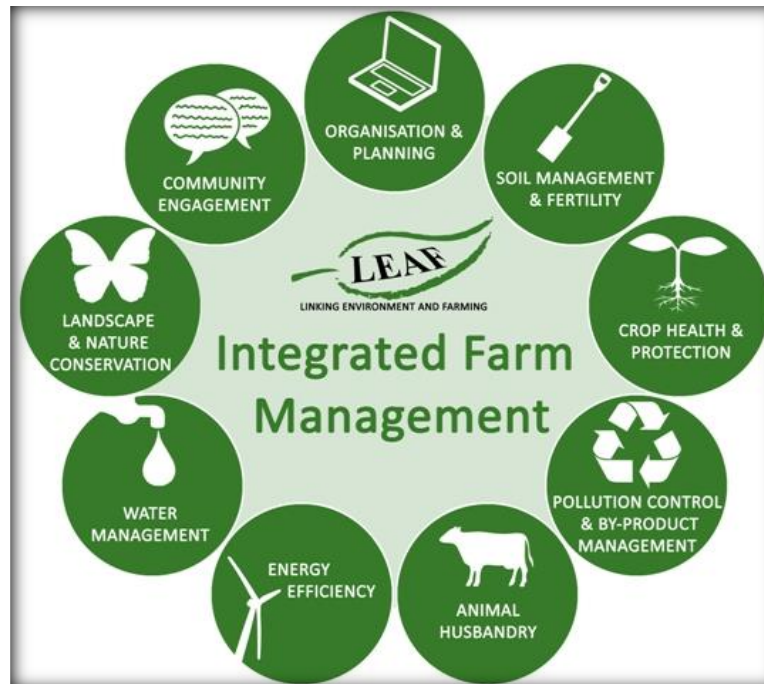 ORGANISATION &
PLANNING
SOIL MANAGEMENT
& FERTILITY
CROP HEALTH &
PROTECTION
POLLUTION CONTROL
& BY-PRODUCT
MANAGEMENT
ANIMAL
HUSBANDRY
ENERGY
EFFICIENCY
WATER
MANAGEMENT
LANDSCAPE
& NATURE
CONSERVATION
COMMUNITY
ENGAGEMENT
LEAF
LINKING ENVIRONMENT AND FARMING
Integrated Farm
Management